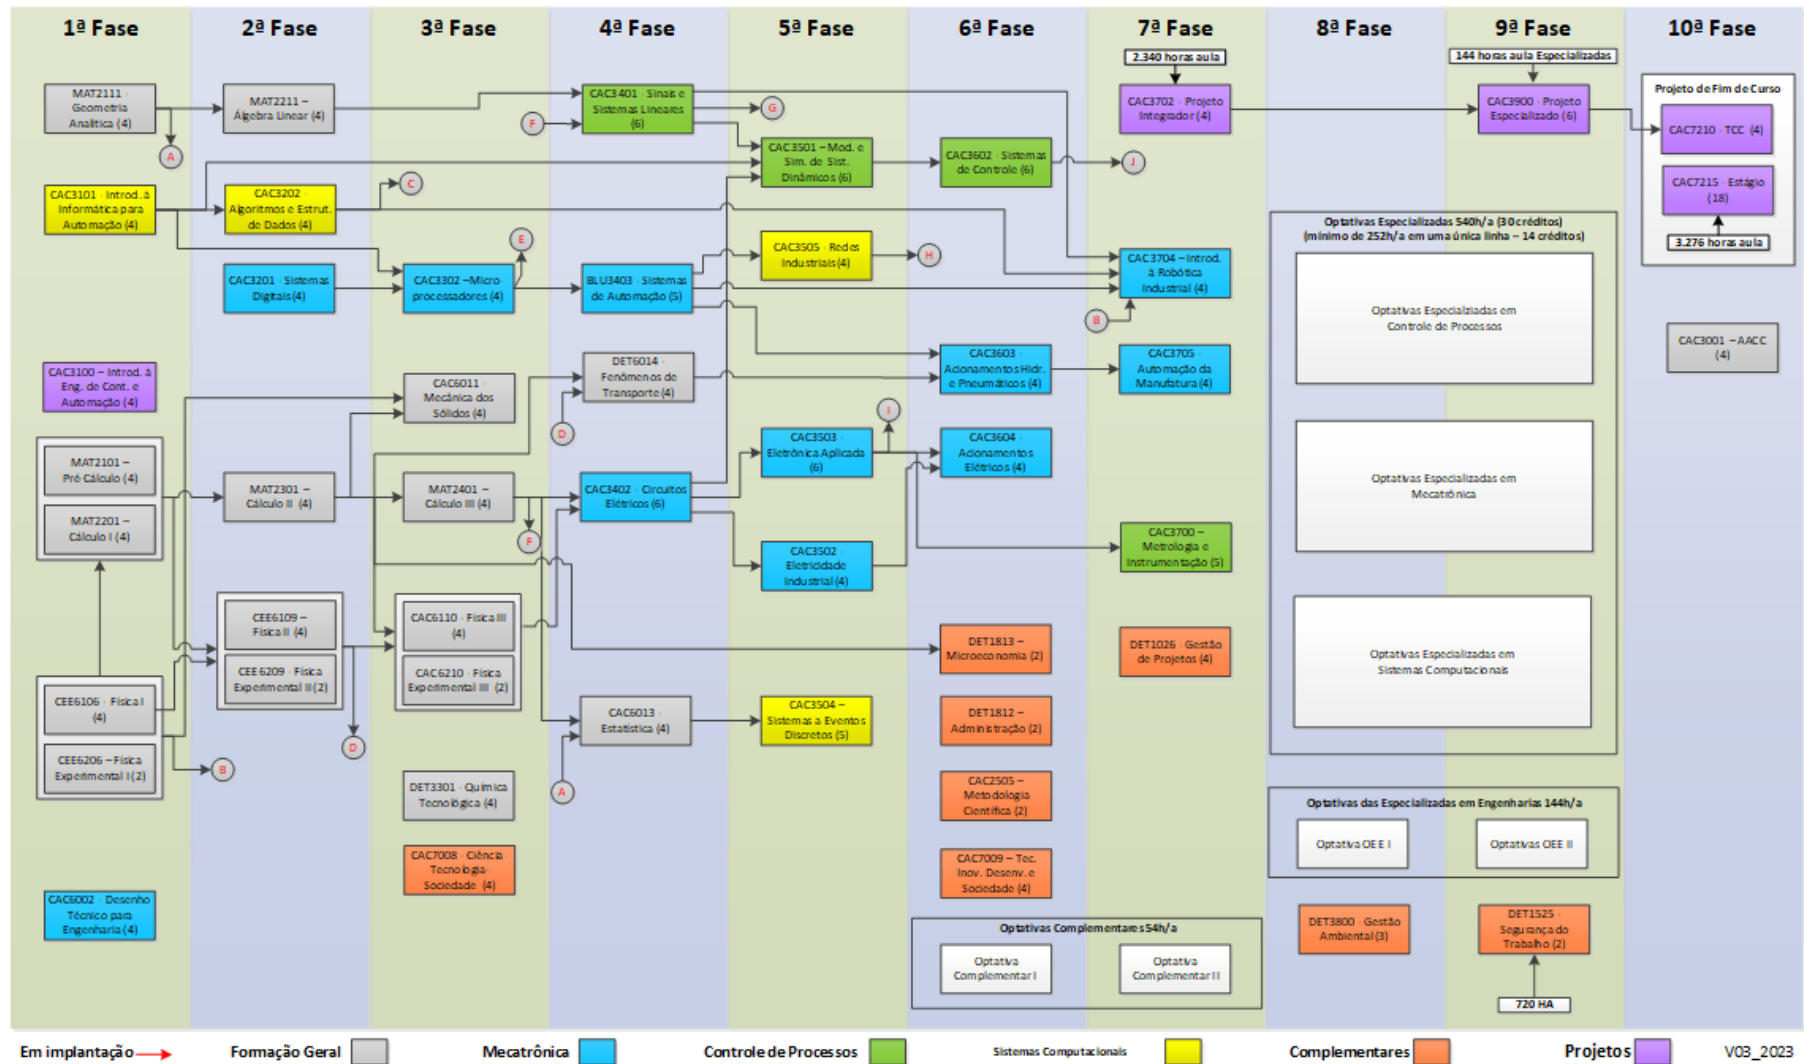 1ª Fase
2ª Fase
3ª Fase
4ª Fase
5ª Fase
6ª Fase
7ª Fase
8ª Fase
9ª Fase
10ª Fase
MAT2111 -
Geometria
Analítica (4)
A
CAC3101 - Introd. à
Informática para
Automação (4)
CAC3100 – Introd. à
Eng. de Cont. e
Automação (4)
MAT2101 –
Pré Cálculo (4)
MAT2201 –
Cálculo I (4)
CEE6106 - Física I
(4)
CEE6206 – Física
Experimental I (2)
CAC6002 - Desenho
Técnico para
Engenharia (4)
MAT2211 –
Álgebra Linear (4)
CAC3202 -
Algoritmos e Estrut.
de Dados (4)
CAC3201 - Sistemas
Digitais (4)
MAT2301 –
Cálculo II (4)
CEE6109 –
Física II (4)
CEE6209 - Física
Experimental II (2)
B
D
C
E
CAC3302 –Micro-
processadores (4)
CAC6011 -
Mecânica dos
Sólidos (4)
MAT2401 –
Cálculo III (4)
F
CAC6110 - Física III
(4)
CAC6210 - Física
Experimental III (2)
DET3301 - Química
Tecnológica (4)
CAC7008 - Ciência -
Tecnologia-
Sociedade (4)
F
CAC3401 - Sinais e
Sistemas Lineares
(6)
BLU3403 - Sistemas
de Automação (5)
DET6014 -
Fenômenos de
Transporte (4)
D
CAC3402 - Circuitos
Elétricos (6)
CAC6013 -
Estatística (4)
A
G
CAC3501 – Mod. e
Sim. de Sist.
Dinâmicos (6)
CAC3505 - Redes
Industriais (4)
I
CAC3503 -
Eletrônica Aplicada
(6)
CAC3502 -
Eletricidade
Industrial (4)
CAC3504 –
Sistemas a Eventos
Discretos (5)
CAC3602 - Sistemas
de Controle (6)
H
CAC3603 -
Acionamentos Hidr.
e Pneumáticos (4)
CAC3604 -
Acionamentos
Elétricos (4)
DET1813 –
Microeconomia (2)
DET1812 –
Administração (2)
CAC2505 –
Metodologia
Científica (2)
CAC7009 – Tec.
Inov. Desenv. e
Sociedade (4)
Optativas Complementares 54h/a
Optativa
Complementar I
Optativa
Complementar II
2.340 horas aula
CAC3702 - Projeto
Integrador (4)
J
CAC3704 – Introd.
à Robótica
Industrial (4)
B
CAC3705 -
Automação da
Manufatura (4)
CAC3700 –
Metrologia e
Instrumentação (5)
DET1026 - Gestão
de Projetos (4)
144 horas aula Especializadas
CAC3900 - Projeto
Especializado (6)
Optativas Especializadas 540h/a (30 créditos)
(mínimo de 252h/a em uma única linha – 14 créditos)
Optativas Especialziadas em
Controle de Processos
Optativas Especializadas em
Mecatrônica
Optativas Especializadas em
Sistemas Computacionais
Optativas das Especializadas em Engenharias 144h/a
Optativa OEE I
Optativas OEE II
DET3800 - Gestão
Ambiental (3)
DET1525 -
Segurança do
Trabalho (2)
720 HA
Projeto de Fim de Curso
CAC7210 - TCC (4)
CAC7215 - Estágio
(18)
3.276 horas aula
CAC3001 – AACC
(4)
Em implantação
Formação Geral
Mecatrônica
Controle de Processos
Sistemas Computacionais
Complementares
Projetos
V03_2023